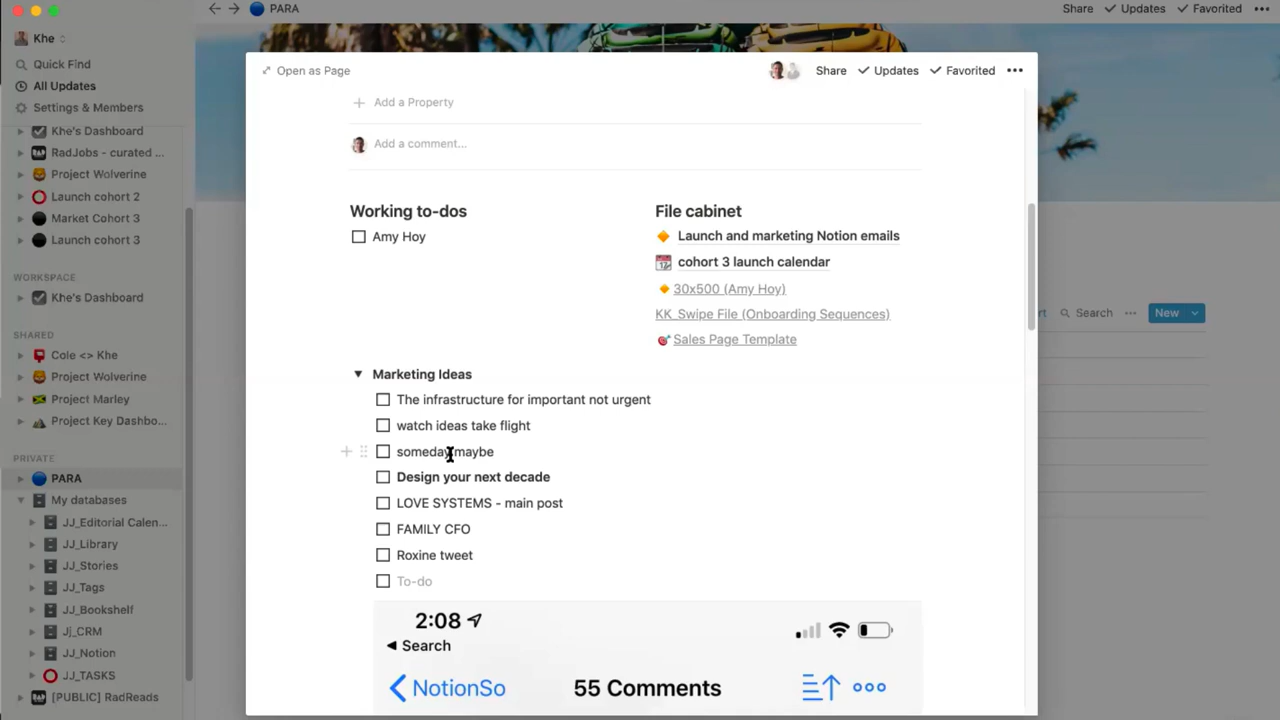 PARA
Share
Updates
Favorited
Khe
Quick Find
All Updates
Settings & Members
Khe's Dashboard
RadJobs - curated ...
Project Wolverine
Launch cohort 2
Market Cohort 3
Launch cohort 3
WORKSPACE
Khe's Dashboard
SHARED
Cole <> Khe
Project Wolverine
Project Marley
Project Key Dashbo...
PRIVATE
PARA
My databases
JJ_Editorial Calen...
JJ_Library
JJ_Stories
JJ_Tags
JJ_Bookshelf
Jj_CRM
JJ_Notion
JJ_TASKS
[PUBLIC] RadReads
Open as Page
Share
Updates
Favorited
Add a Property
Add a comment...
Working to-dos
Amy Hoy
File cabinet
Launch and marketing Notion emails
cohort 3 launch calendar
30x500 (Amy Hoy)
KK_Swipe File (Onboarding Sequences)
Sales Page Template
Marketing Ideas
The infrastructure for important not urgent
watch ideas take flight
someday maybe
Design your next decade
LOVE SYSTEMS - main post
FAMILY CFO
Roxine tweet
To-do
2:08
Search
NotionSo
55 Comments
Search
New